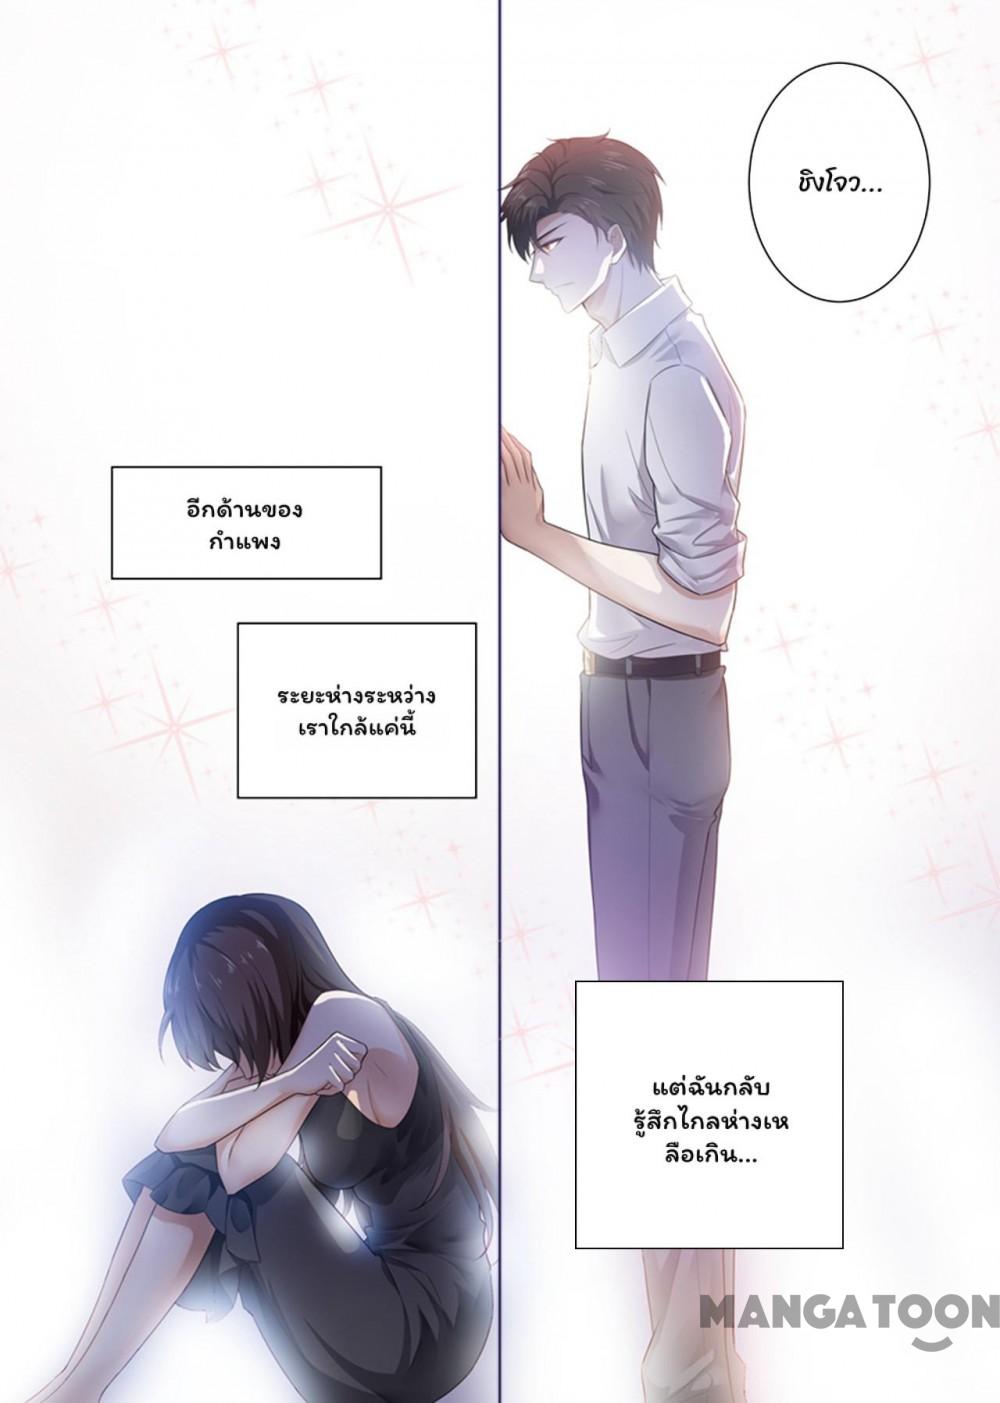 ชิงโจว...
อีกด้านของ
กำแพง
ระยะห่างระหว่าง
เราใกล้แค่นี้
แต่ฉันกลับ
รู้สึกไกลห่างเห
ลือเกิน...
MANGATOON